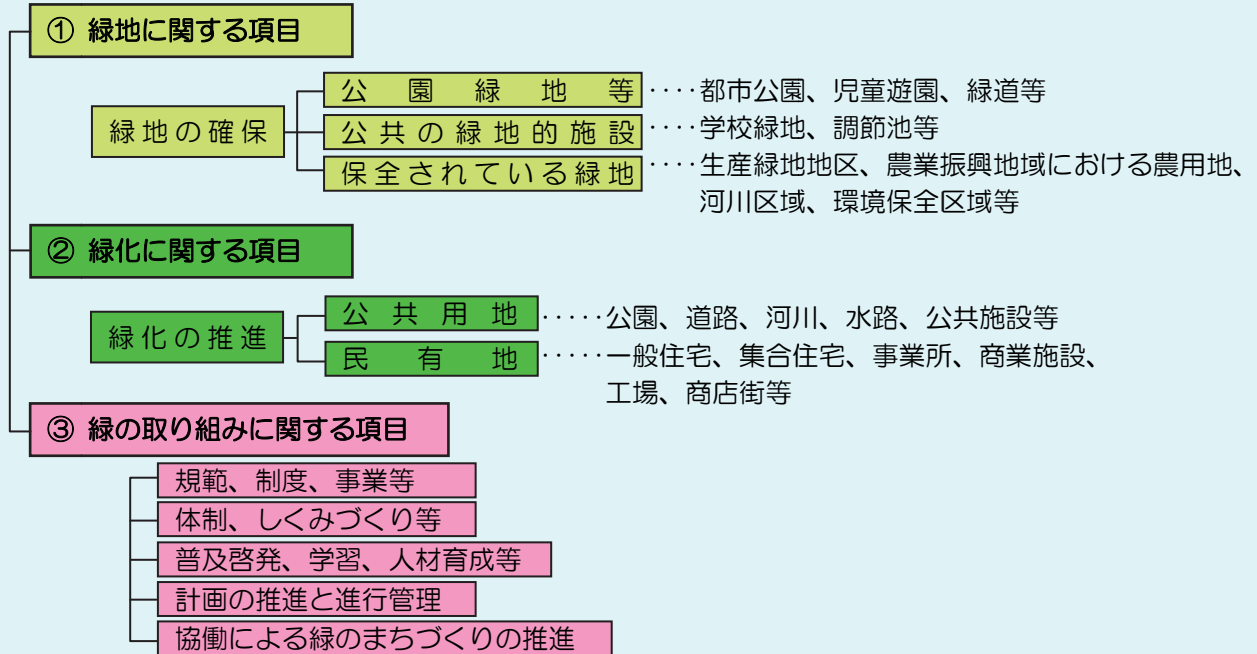 ① 緑地に関する項目
緑地の確保
公園緑地等‥‥都市公園、児童遊園、緑道等
公共の緑地的施設‥‥学校緑地、調節池等
保全されている緑地‥‥生産緑地地区、農業振興地域における農用地、
河川区域、環境保全区域等
② 緑化に関する項目
緑化の推進
公共用地‥‥‥公園、道路、河川、水路、公共施設等
民有地‥‥‥一般住宅、集合住宅、事業所、商業施設、
工場、商店街等
③ 緑の取り組みに関する項目
規範、制度、事業等
体制、しくみづくり等
普及啓発、学習、人材育成等
計画の推進と進行管理
協働による緑のまちづくりの推進